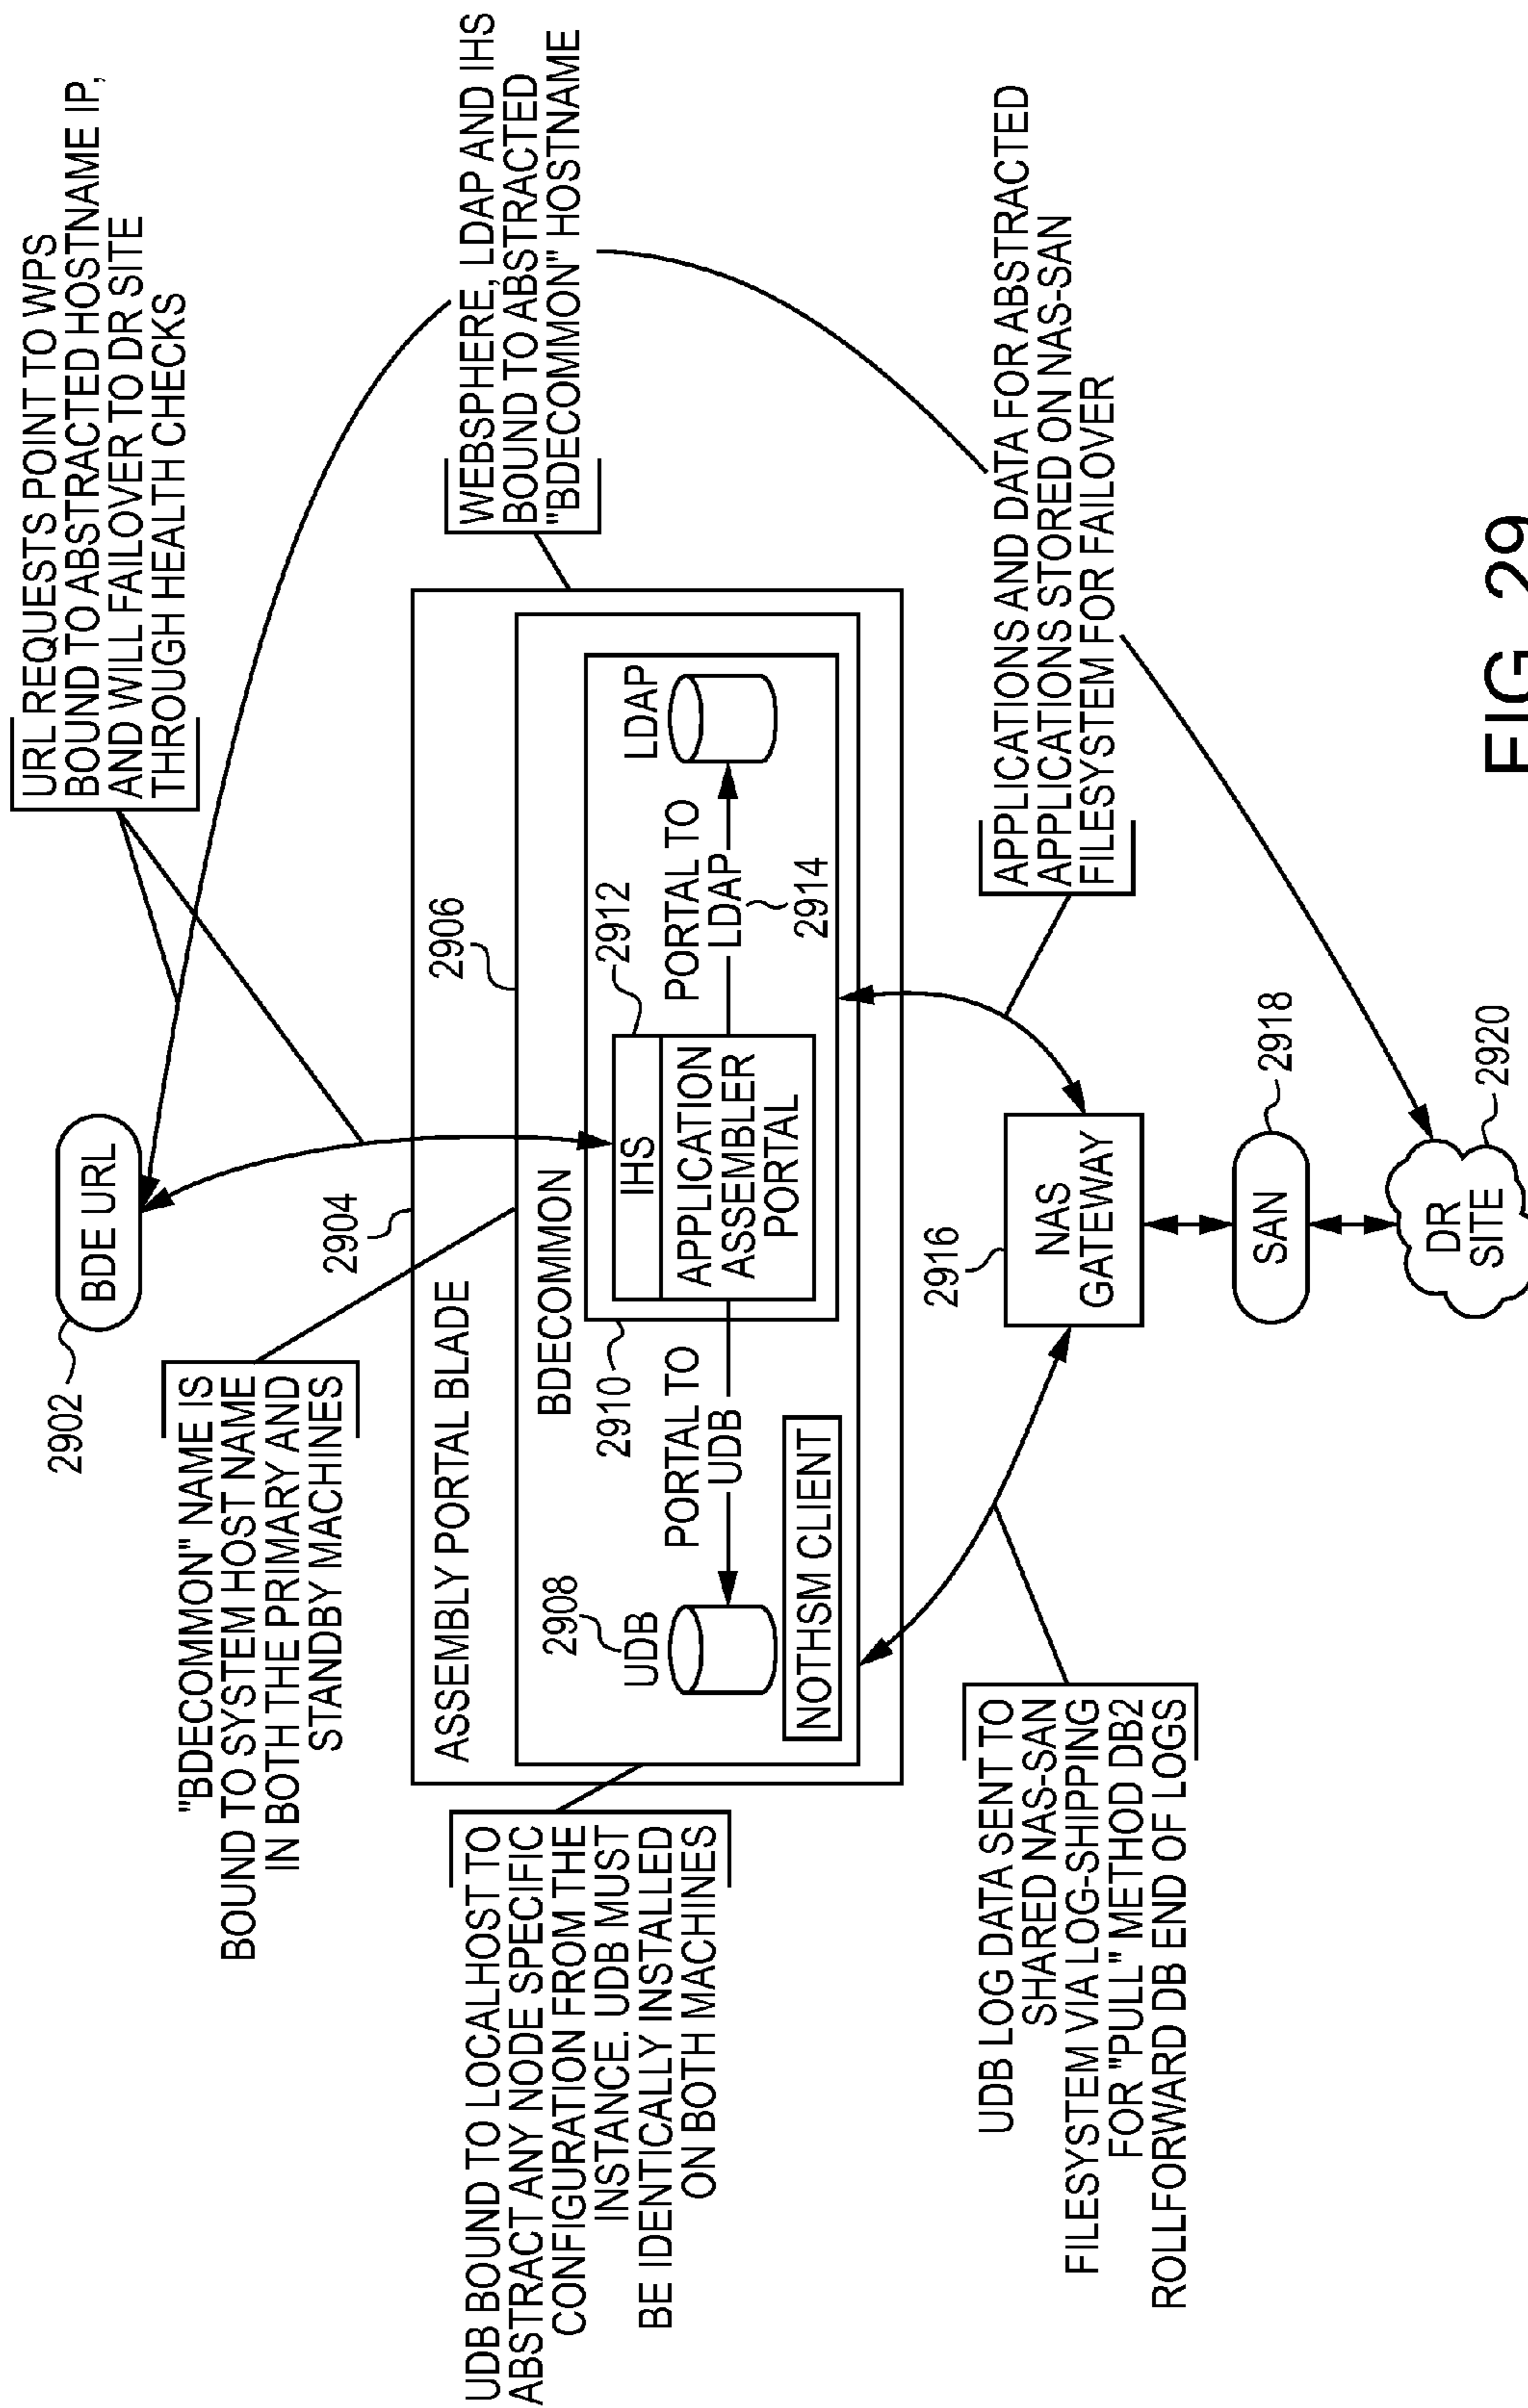 URL REQUESTS POINT TO WPS
BOUND TO ABSTRACTED HOSTNAME IP,
AND WILL FAILOVER TO DR SITE
THROUGH HEALTH CHECKS
BDE URL
2902
"BDECOMMON" NAME IS
BOUND TO SYSTEM HOST NAME
IN BOTH THE PRIMARY AND
STANDBY MACHINES
2904
2906
WEBSPHERE, LDAP AND IHS
BOUND TO ABSTRACTED
"BDECOMMON" HOSTNAME
UDB BOUND TO LOCALHOST TO
ABSTRACT ANY NODE SPECIFIC
CONFIGURATION FROM THE
INSTANCE. UDB MUST
BE IDENTICALLY INSTALLED
ON BOTH MACHINES
ASSEMBLY PORTAL BLADE
BDECOMMON
2908
UDB
PORTAL TO
UDB
2910
IHS
APPLICATION
ASSEMBLER
PORTAL
2912
PORTAL TO
LDAP
2914
LDAP
NOTHSM CLIENT
UDB LOG DATA SENT TO
SHARED NAS-SAN
FILESYSTEM VIA LOG-SHIPPING
FOR "PULL" METHOD DB2
ROLLFORWARD DB END OF LOGS
2916
NAS
GATEWAY
APPLICATIONS AND DATA FOR ABSTRACTED
APPLICATIONS STORED ON NAS-SAN
FILESYSTEM FOR FAILOVER
SAN
2918
DR
SITE
2920
FIG. 29